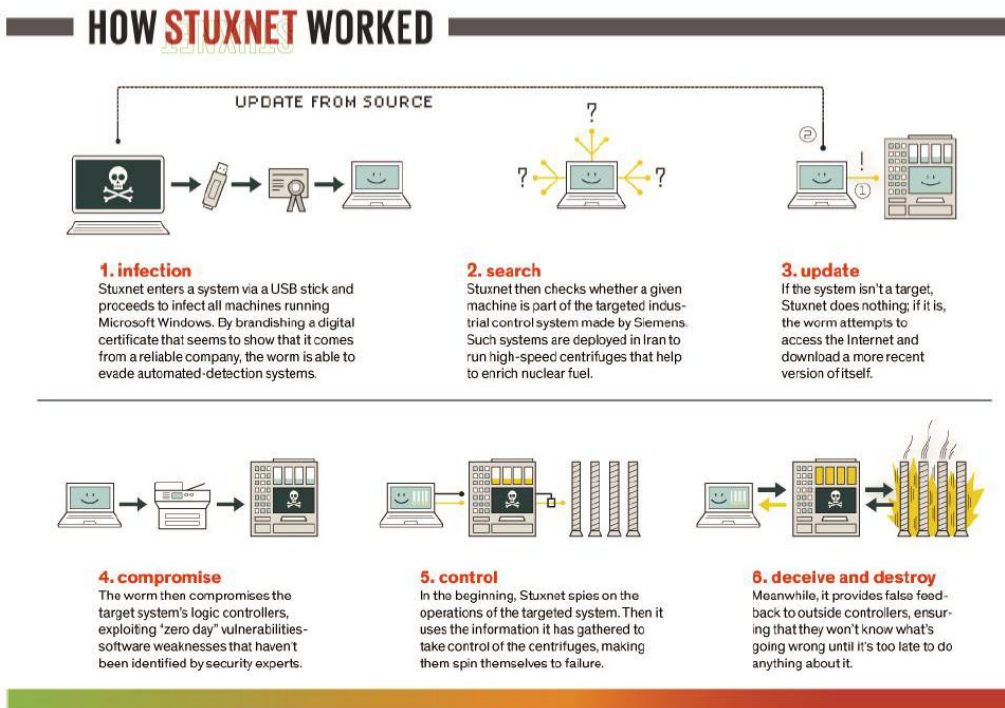 HOW STUXNET WORKED
UPDATE FROM SOURCE
?
?
?
2
!
1
1. infection
Stuxnet enters a system via a USB stick and
proceeds to infect all machines running
Microsoft Windows. By brandishing a digital
certificate that seems to show that it comes
from a reliable company, the worm is able to
evade automated-detection systems.
2. search
Stuxnet then checks whether a given
machine is part of the targeted indus-
trial control system made by Siemens.
Such systems are deployed in Iran to
run high-speed centrifuges that help
to enrich nuclear fuel.
3. update
If the system isn't a target,
Stuxnet does nothing; if it is,
the worm attempts to
access the Internet and
download a more recent
version of itself.
4. compromise
The worm then compromises the
target system's logic controllers,
exploiting "zero day" vulnerabilities-
software weaknesses that haven't
been identified by security experts.
5. control
In the beginning, Stuxnet spies on the
operations of the targeted system. Then it
uses the information it has gathered to
take control of the centrifuges, making
them spin themselves to failure.
6. deceive and destroy
Meanwhile, it provides false feed-
back to outside controllers, ensur-
ing that they won't know what's
going wrong until it's too late to do
anything about it.